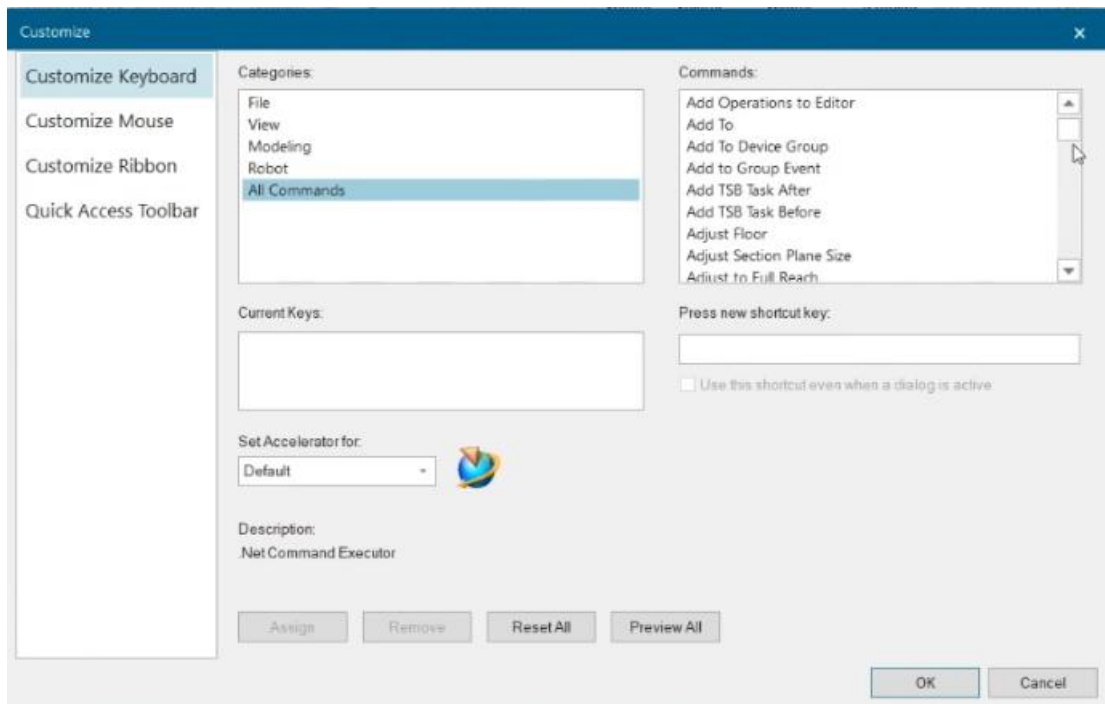 Customize
Customize Keyboard
Customize Mouse
Customize Ribbon
Quick Access Toolbar
Categories:
File
View
Modeling
Robot
All Commands
Commands:
Add Operations to Editor
Add To
Add To Device Group
Add to Group Event
Add TSB Task After
Add TSB Task Before
Adjust Floor
Adjust Section Plane Size
Adjust to Full Reach
Current Keys:
Press new shortcut key:
Use this shortcut even when a dialog is active
Set Accelerator for:
Default
Description:
.Net Command Executor
Assign
Remove
Reset All
Preview All
OK
Cancel